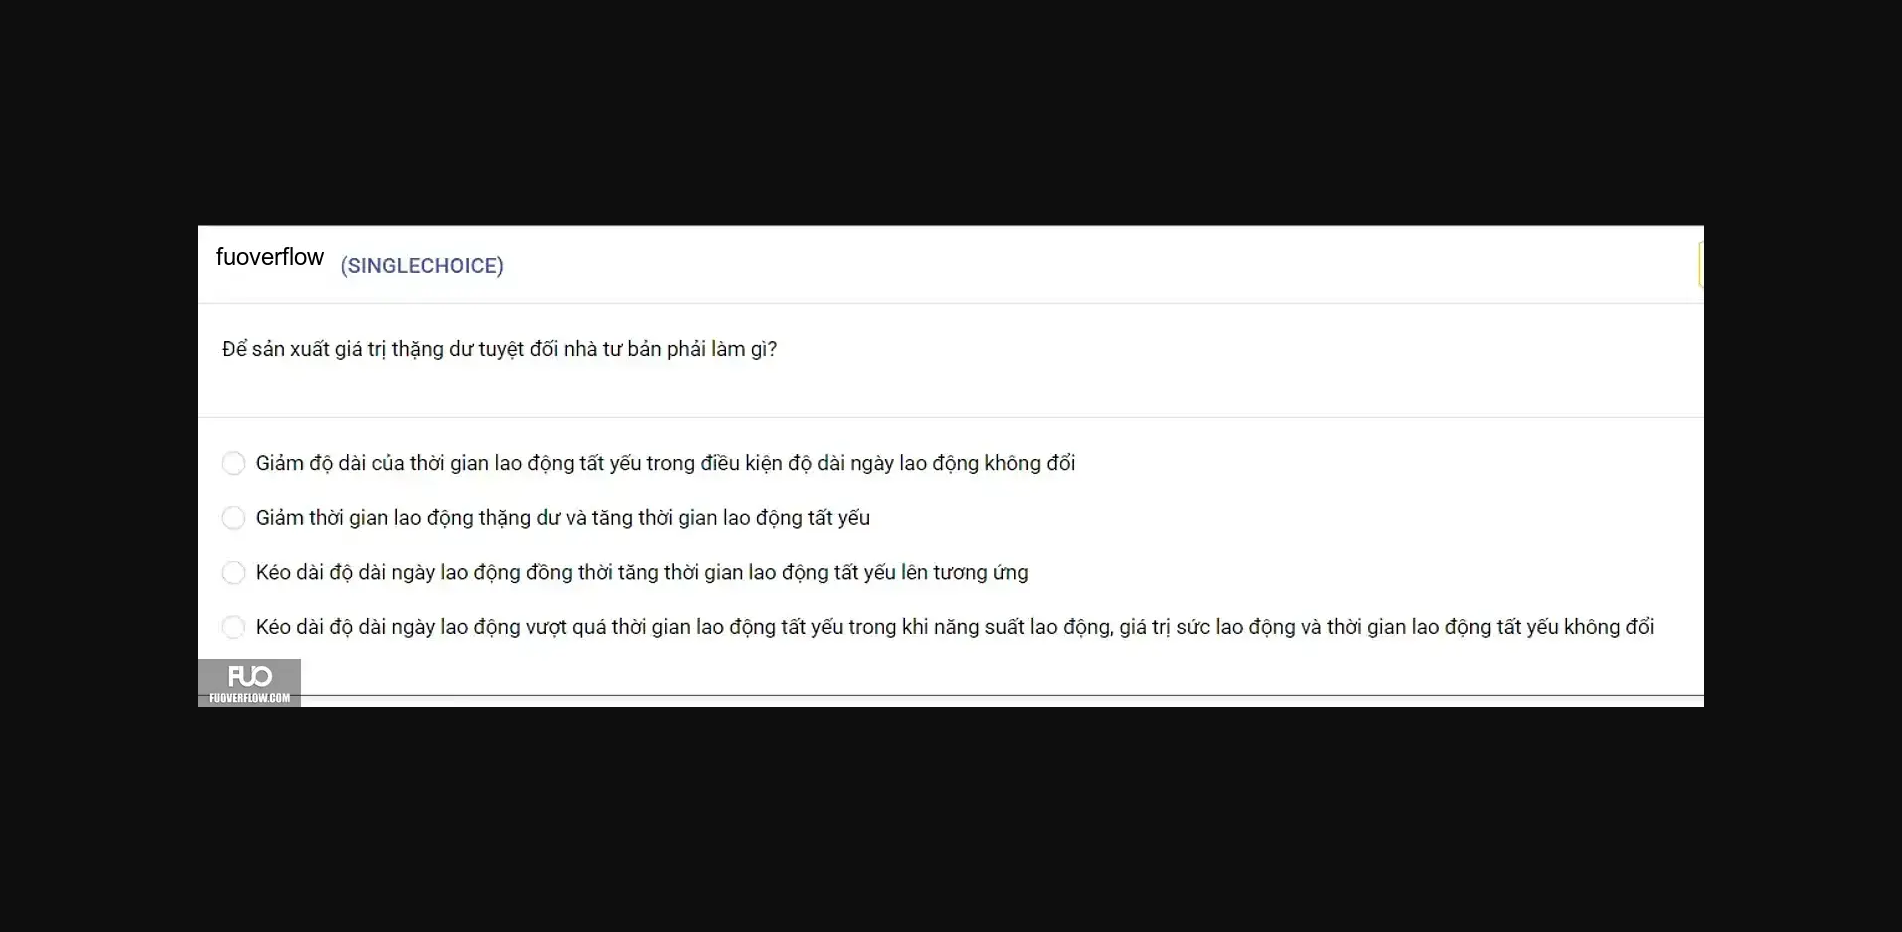 fuoverflow (SINGLECHOICE)
Để sản xuất giá trị thặng dư tuyệt đối nhà tư bản phải làm gì?
Giảm độ dài của thời gian lao động tất yếu trong điều kiện độ dài ngày lao động không đổi
Giảm thời gian lao động thặng dư và tăng thời gian lao động tất yếu
Kéo dài độ dài ngày lao động đồng thời tăng thời gian lao động tất yếu lên tương ứng
Kéo dài độ dài ngày lao động vượt quá thời gian lao động tất yếu trong khi năng suất lao động, giá trị sức lao động và thời gian lao động tất yếu không đổi
FUO
FUOVERFLOW.COM